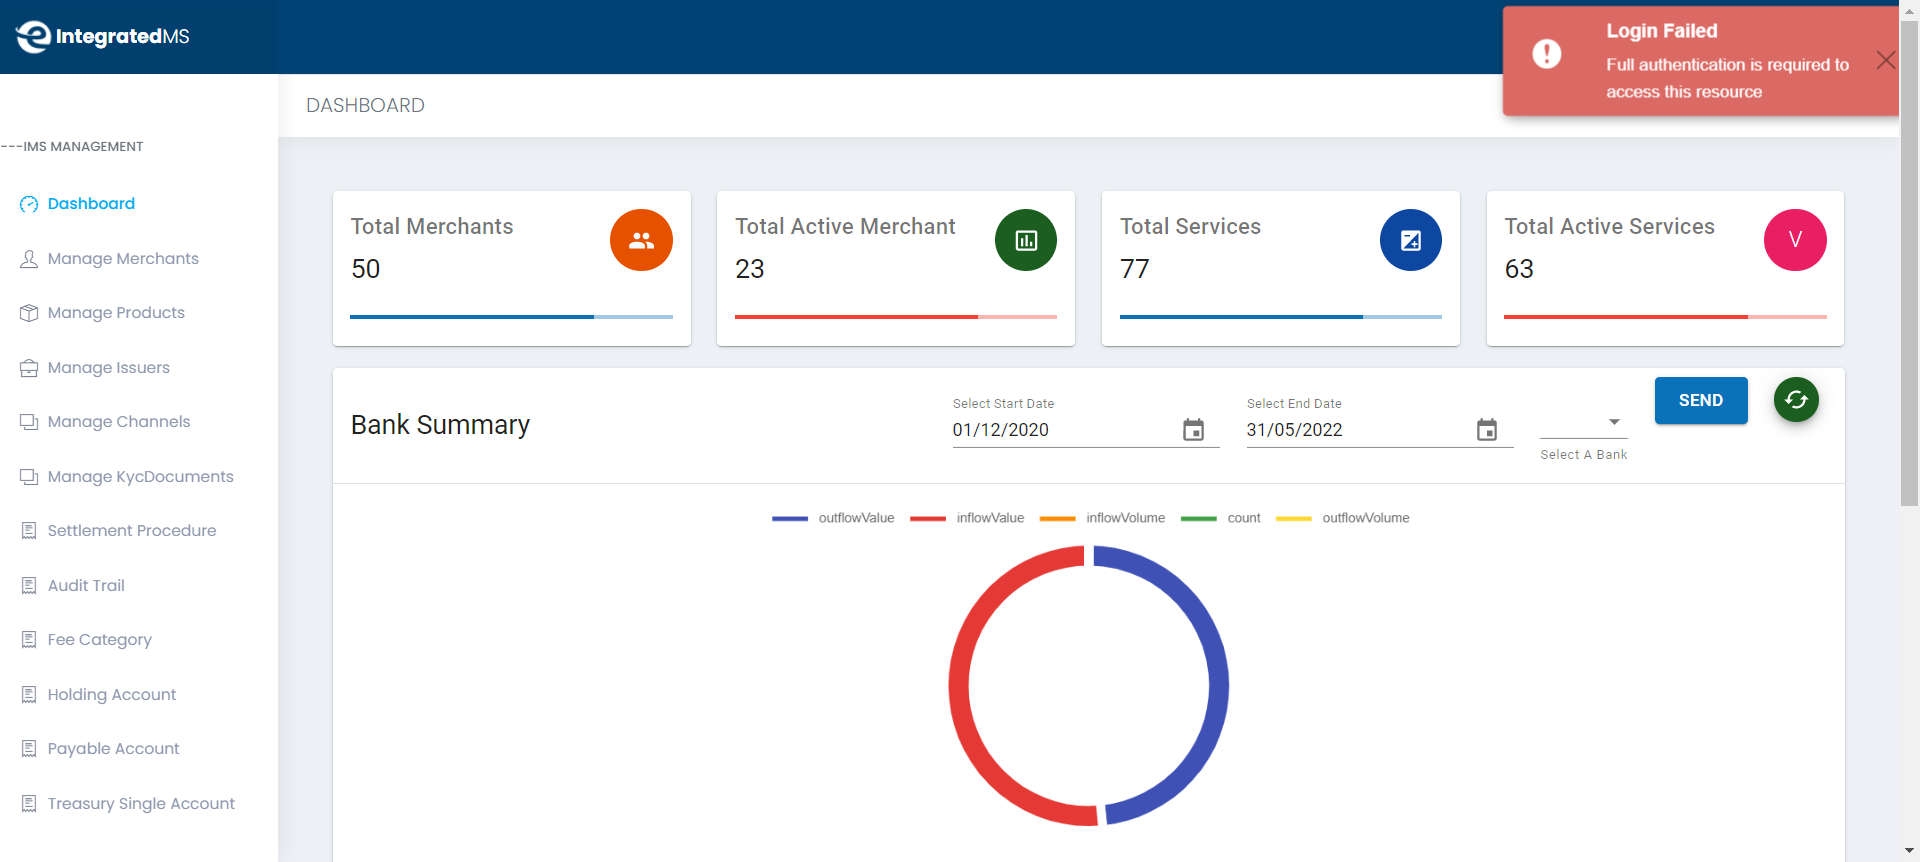 IntegratedMS
Login Failed
Full authentication is required to
access this resource
DASHBOARD
---IMS MANAGEMENT
Dashboard
Manage Merchants
Manage Products
Manage Issuers
Manage Channels
Manage KycDocuments
Settlement Procedure
Audit Trail
Fee Category
Holding Account
Payable Account
Treasury Single Account
Total Merchants
50
Total Active Merchant
23
Total Services
77
Total Active Services
63
V
Bank Summary
Select Start Date
01/12/2020
Select End Date
31/05/2022
Select A Bank
SEND
outflowValue
inflowValue
inflowVolume
count
outflowVolume